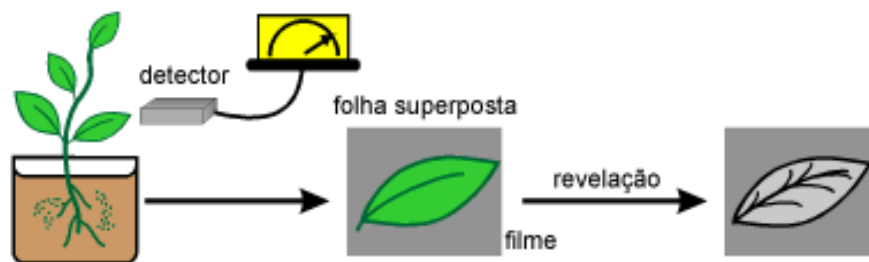 detector
folha superposta
revelação
filme